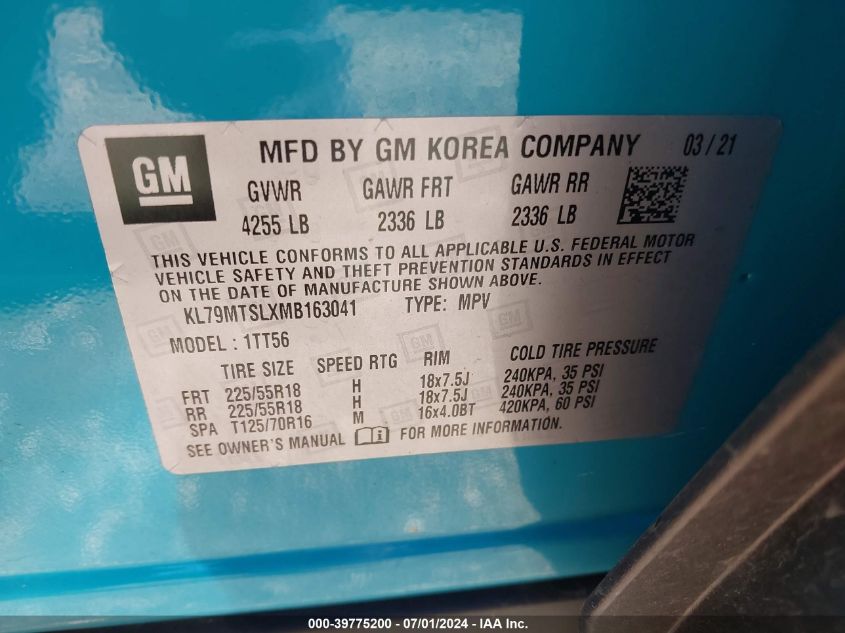 GM MFD BY GM KOREA COMPANY 03/21
GVWR GAWR FRT GAWR RR
4255 LB 2336 LB 2336 LB
THIS VEHICLE CONFORMS TO ALL APPLICABLE U.S. FEDERAL MOTOR
VEHICLE SAFETY AND THEFT PREVENTION STANDARDS IN EFFECT
ON THE DATE OF MANUFACTURE SHOWN ABOVE.
KL79MTSLXMB163041 TYPE: MPV
MODEL: 1TT56
TIRE SIZE SPEED RTG RIM COLD TIRE PRESSURE
FRT 225/55R18 H 18x7.5J 240KPA, 35 PSI
RR 225/55R18 H 18x7.5J 240KPA, 35 PSI
SPA T125/70R16 M 16x4.0BT 420KPA, 60 PSI
SEE OWNER'S MANUAL FOR MORE INFORMATION.
000-39775200 - 07/01/2024 - IAA Inc.